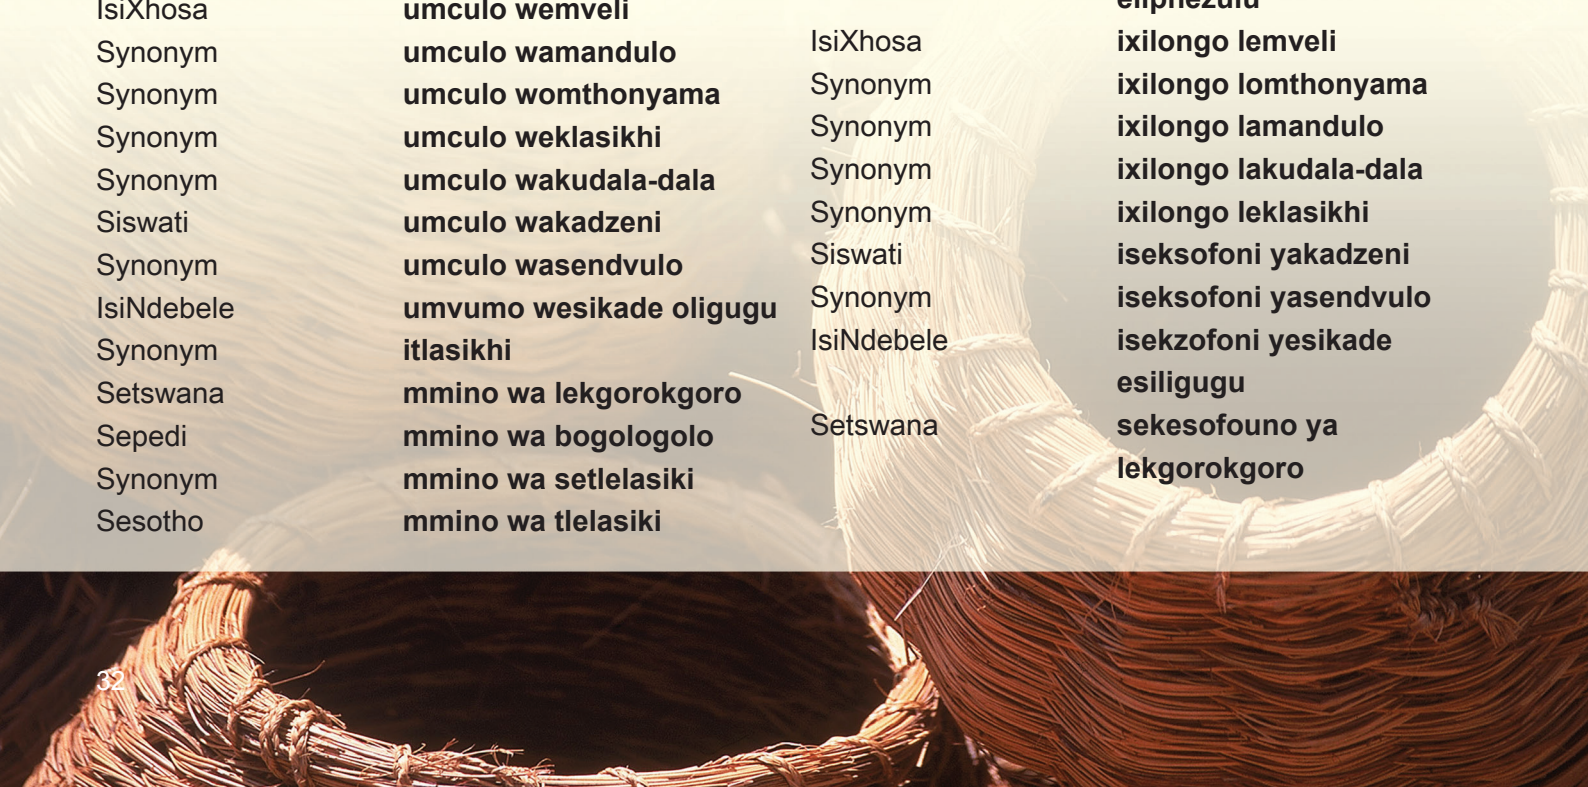 IsiXhosa umculo wemveli
Synonym umculo wamandulo
Synonym umculo womthonyama
Synonym umculo weklasikhi
Synonym umculo wakudala-dala
Siswati umculo wakadzeni
Synonym umculo wasendvulo
IsiNdebele umvumo wesikade oligugu
Synonym itlasikhi
Setswana mmino wa lekgorokgoro
Sepedi mmino wa bogologolo
Synonym mmino wa setlelasiki
Sesotho mmino wa tlelasiki
eliphezulu
IsiXhosa ixilongo lemveli
Synonym ixilongo lomthonyama
Synonym ixilongo lamandulo
Synonym ixilongo lakudala-dala
Synonym ixilongo leklasikhi
Siswati iseksofoni yakadzeni
Synonym iseksofoni yasendvulo
IsiNdebele isekzofoni yesikade
esiligugu
Setswana sekesofouno ya
lekgorokgoro
32